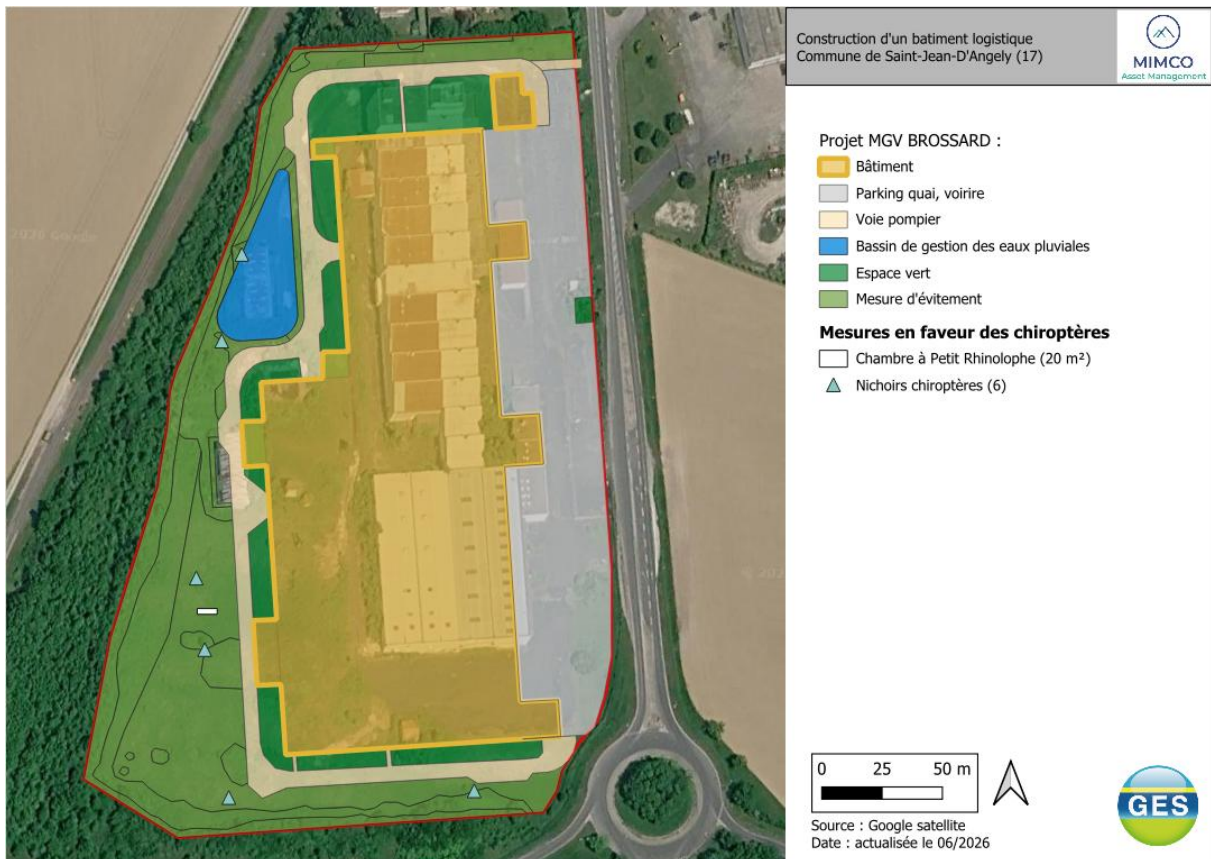 Construction d'un batiment logistique
Commune de Saint-Jean-D'Angely (17)
MIMCO
Asset Management
Projet MGV BROSSARD :
Bâtiment
Parking quai, voirire
Voie pompier
Bassin de gestion des eaux pluviales
Espace vert
Mesure d'évitement
Mesures en faveur des chiroptères
Chambre à Petit Rhinolophe (20 m²)
Nichoirs chiroptères (6)
0 25 50 m
Source : Google satellite
Date : actualisée le 06/2026
GES